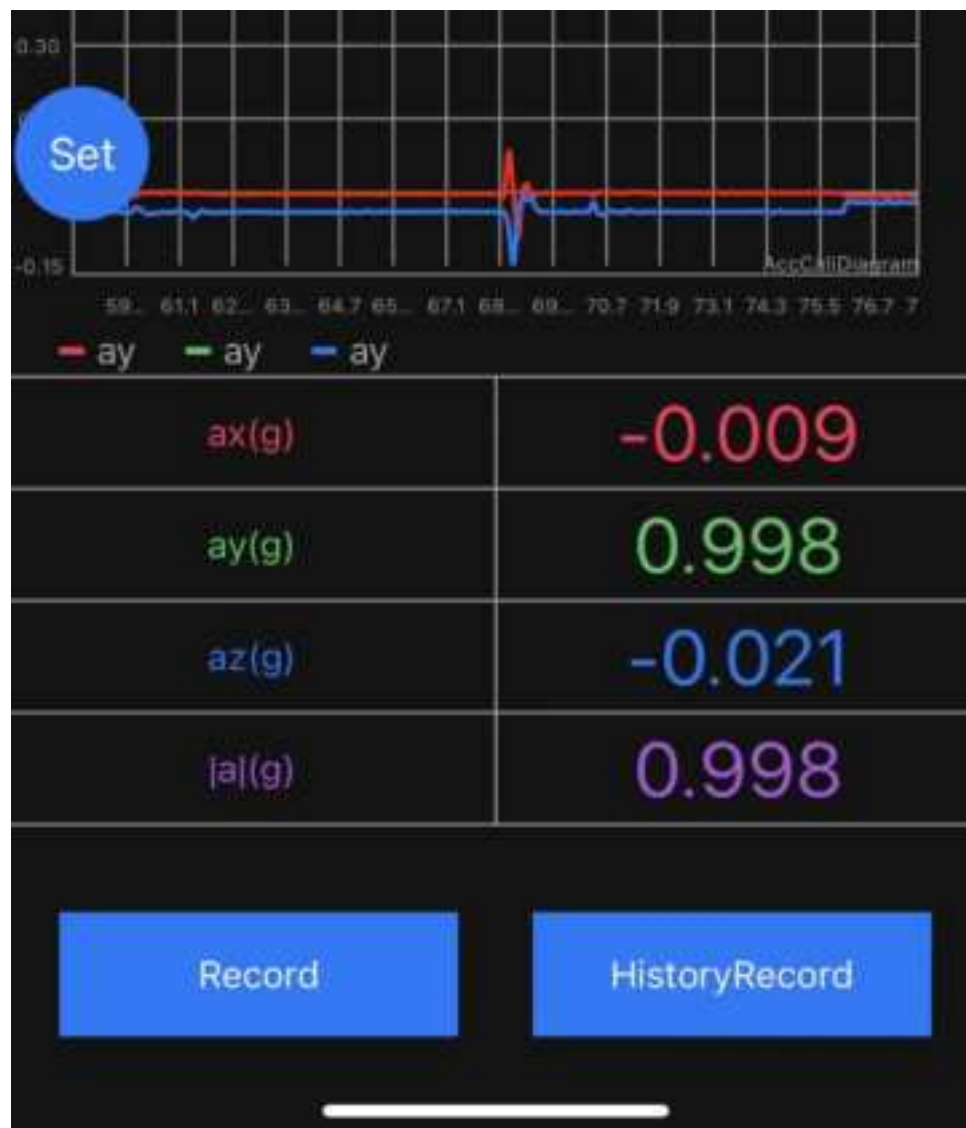 0.30
Set
-0.15
AccCaliDiagram
59... 61.1 62... 63... 64.7 65... 67.1 68... 69... 70.7 71.9 73.1 74.3 75.5 76.7 7
ay ay ay
ax(g) -0.009
ay(g) 0.998
az(g) -0.021
|a|(g) 0.998
Record HistoryRecord